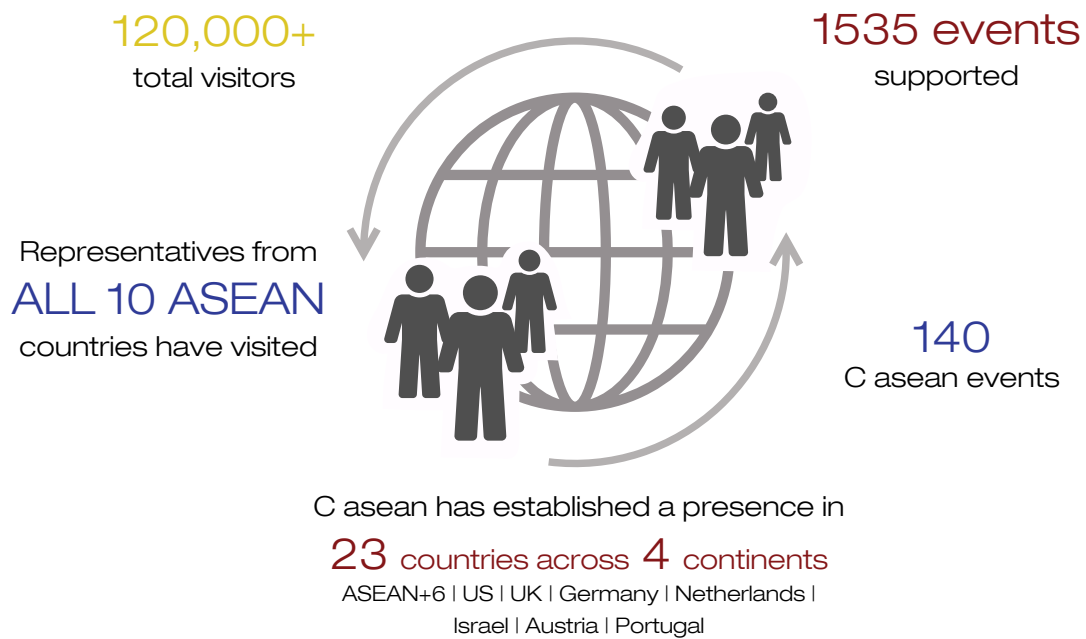 120,000+
total visitors
1535 events
supported
Representatives from
ALL 10 ASEAN
countries have visited
140
C asean events
C asean has established a presence in
23 countries across 4 continents
ASEAN+6 | US | UK | Germany | Netherlands |
Israel | Austria | Portugal